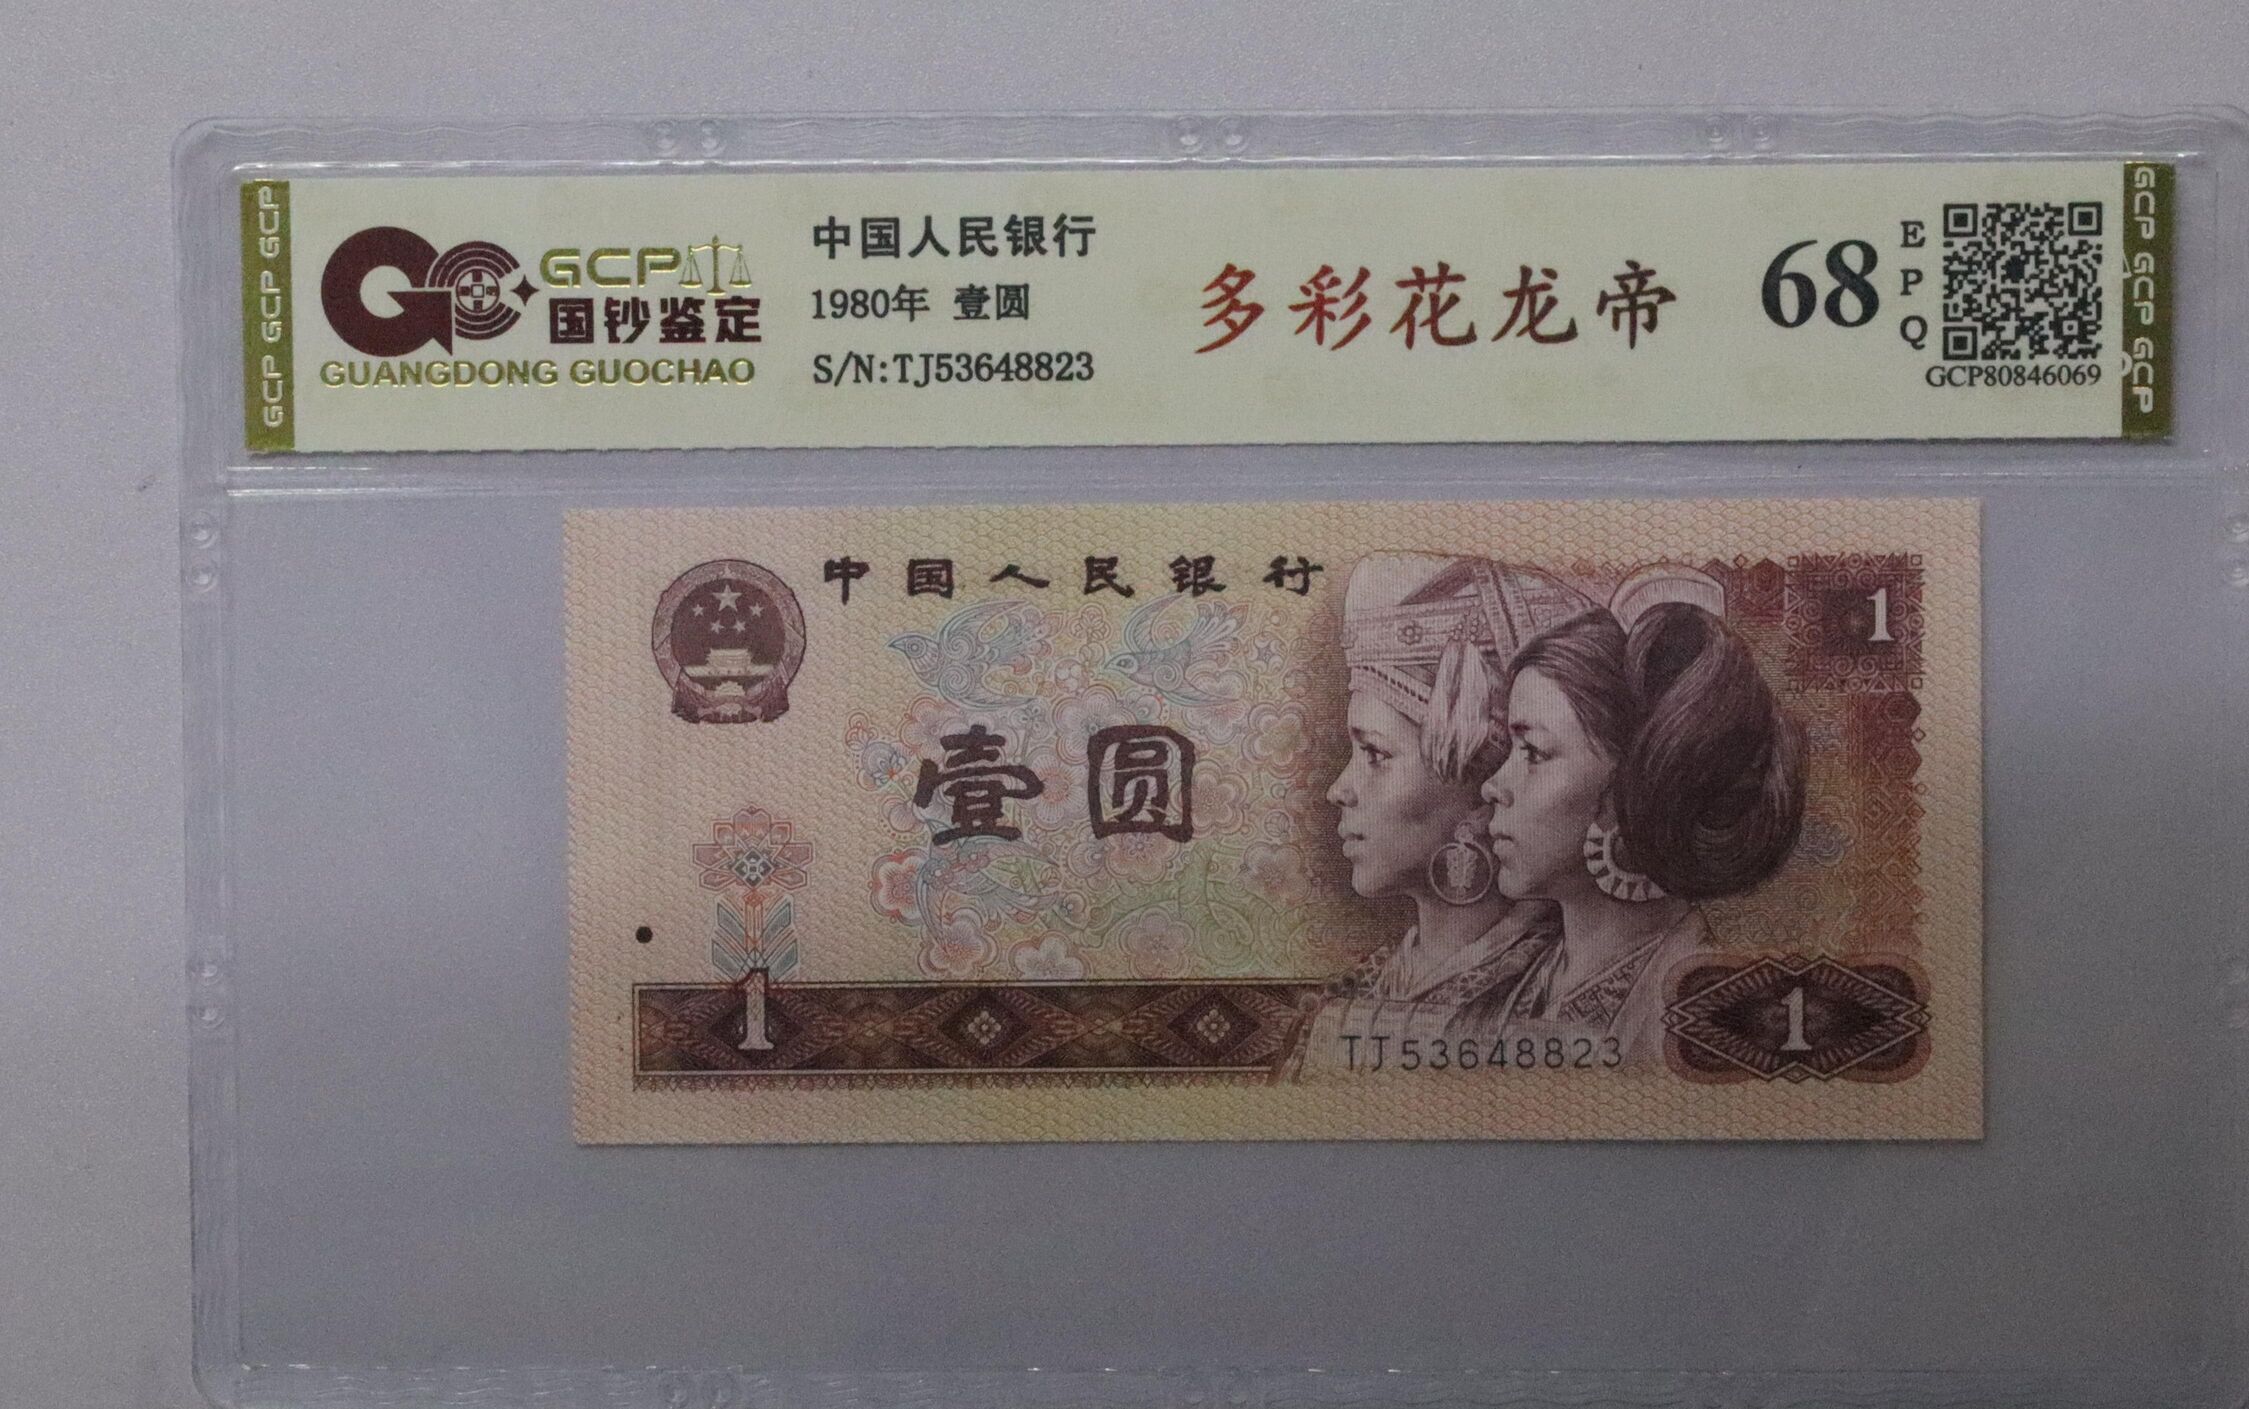 GCP GCP GCP
GCP
国钞鉴定
GUANGDONG GUOCHAO
中国人民银行
1980年 壹圆
S/N:TJ53648823
多彩花龙帝
68
EPQ
GCP80846069
GCP GCP GCP
中国人民银行
1
壹圆
1
TJ53648823
1